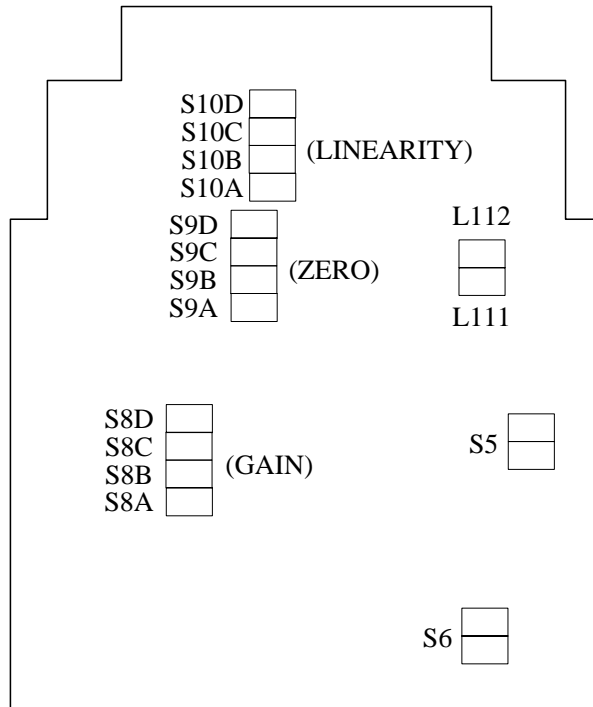 S10D
S10C
S10B
S10A
(LINEARITY)
S9D
S9C
S9B
S9A
(ZERO)
L112
L111
S8D
S8C
S8B
S8A
(GAIN)
S5
S6